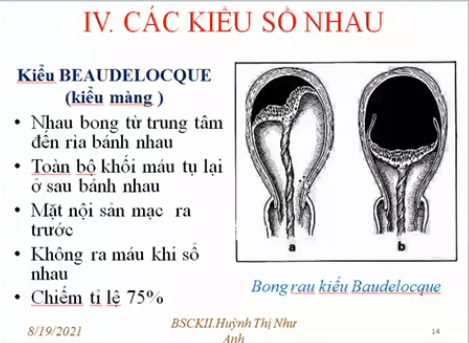 IV. CÁC KIỂU SỔ NHAU
Kiểu BEAUDELOCQUE
(kiểu màng )
• Nhau bong từ trung tâm
đến rìa bánh nhau
• Toàn bộ khối máu tụ lại
ở sau bánh nhau
• Mặt nội sản mạc ra
trước
• Không ra máu khi sổ
nhau
• Chiếm tỉ lệ 75%
a
b
Bong rau kiểu Baudelocque
8/19/2021
BSCKII.Huỳnh Thị Như
Anh
14